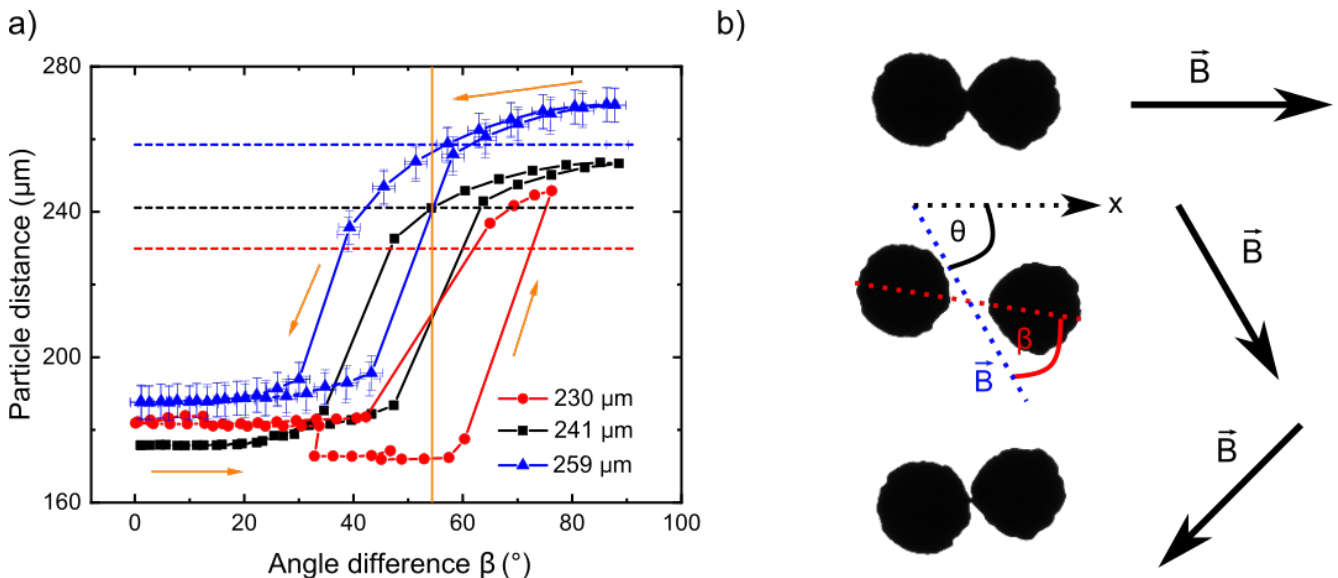 a)
Particle distance (µm)
280
240
200
160
0 20 40 60 80 100
Angle difference β (°)
230 µm
241 µm
259 µm
b)
B⃗
x
θ
B⃗
β
B⃗
B⃗